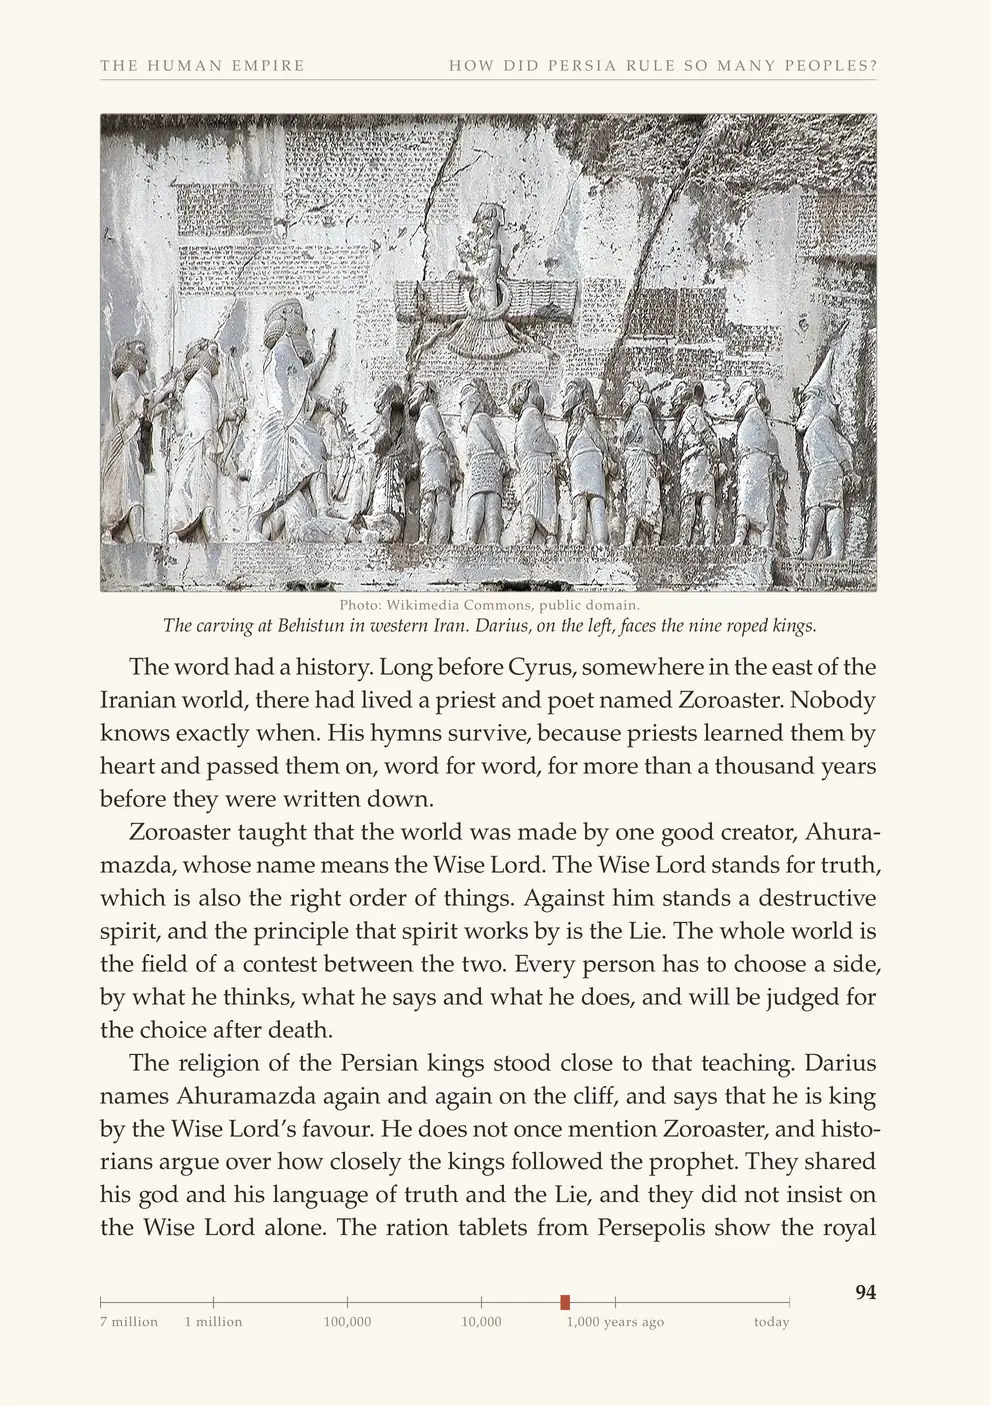 THE HUMAN EMPIRE
HOW DID PERSIA RULE SO MANY PEOPLES?
Photo: Wikimedia Commons, public domain.
The carving at Behistun in western Iran. Darius, on the left, faces the nine roped kings.
The word had a history. Long before Cyrus, somewhere in the east of the
Iranian world, there had lived a priest and poet named Zoroaster. Nobody
knows exactly when. His hymns survive, because priests learned them by
heart and passed them on, word for word, for more than a thousand years
before they were written down.
Zoroaster taught that the world was made by one good creator, Ahura-
mazda, whose name means the Wise Lord. The Wise Lord stands for truth,
which is also the right order of things. Against him stands a destructive
spirit, and the principle that spirit works by is the Lie. The whole world is
the field of a contest between the two. Every person has to choose a side,
by what he thinks, what he says and what he does, and will be judged for
the choice after death.
The religion of the Persian kings stood close to that teaching. Darius
names Ahuramazda again and again on the cliff, and says that he is king
by the Wise Lord's favour. He does not once mention Zoroaster, and histo-
rians argue over how closely the kings followed the prophet. They shared
his god and his language of truth and the Lie, and they did not insist on
the Wise Lord alone. The ration tablets from Persepolis show the royal
94
7 million 1 million 100,000 10,000 1,000 years ago today